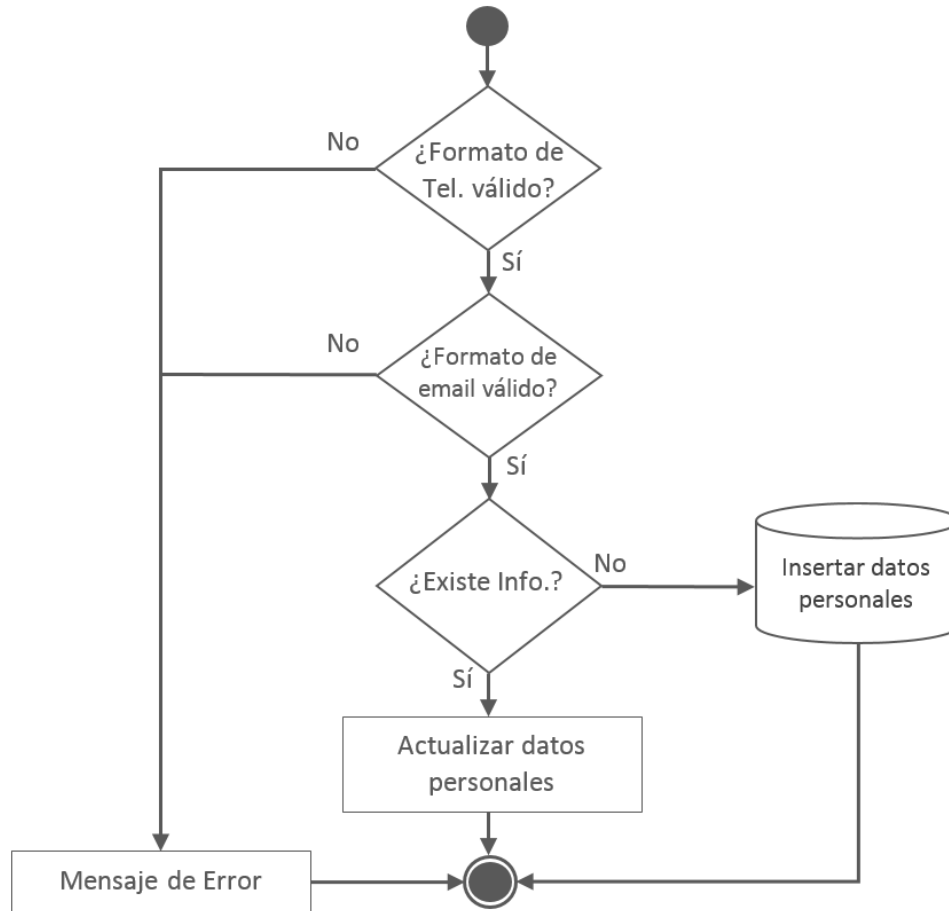 No
¿Formato de
Tel. válido?
Sí
No
¿Formato de
email válido?
Sí
¿Existe Info.?
No
Insertar datos
personales
Sí
Actualizar datos
personales
Mensaje de Error